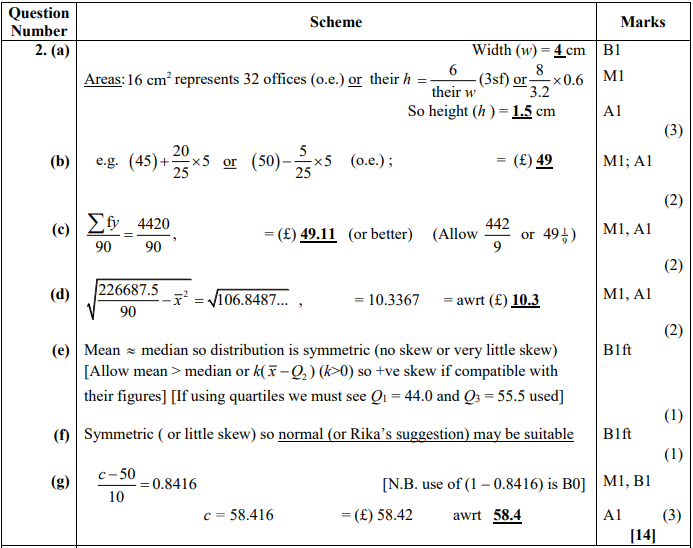 Question Number Scheme Marks
2. (a) Width (w) = 4 cm B1
Areas: 16 cm² represents 32 offices (o.e.) or their h = 6/(their w) (3sf) or 8/3.2 × 0.6 M1
So height (h ) = 1.5 cm A1
(3)
(b) e.g. (45) + 20/25 × 5 or (50) − 5/25 × 5 (o.e.) ; = (£) 49 M1; A1
(2)
(c) ∑fy/90 = 4420/90, = (£) 49.11 (or better) (Allow 442/9 or 49 1/9 ) M1, A1
(2)
(d) √(226687.5/90 − x̄²) = √106.8487... , = 10.3367 = awrt (£) 10.3 M1, A1
(2)
(e) Mean ≈ median so distribution is symmetric (no skew or very little skew) B1ft
[Allow mean > median or k(x̄ − Q₂) (k>0) so +ve skew if compatible with
their figures] [If using quartiles we must see Q₁ = 44.0 and Q₃ = 55.5 used]
(1)
(f) Symmetric ( or little skew) so normal (or Rika's suggestion) may be suitable B1ft
(1)
(g) (c − 50)/10 = 0.8416 [N.B. use of (1 – 0.8416) is B0] M1, B1
c = 58.416 = (£) 58.42 awrt 58.4 A1 (3)
[14]